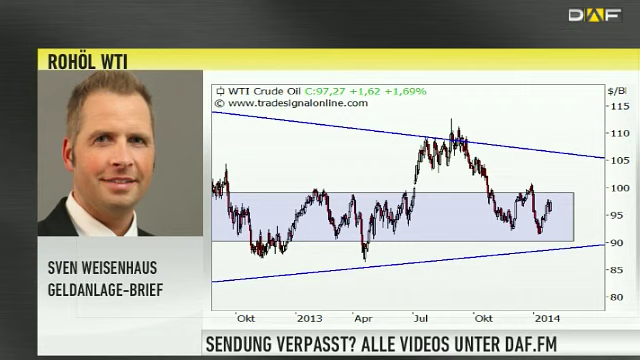 DAF
ROHÖL WTI
WTI Crude Oil C:97,27 +1,62 +1,69%
© www.tradesignalonline.com
$/Bl
115
110
105
100
95
90
85
80
Okt 2013 Apr Jul Okt 2014
SVEN WEISENHAUS
GELDANLAGE-BRIEF
SENDUNG VERPASST? ALLE VIDEOS UNTER DAF.FM